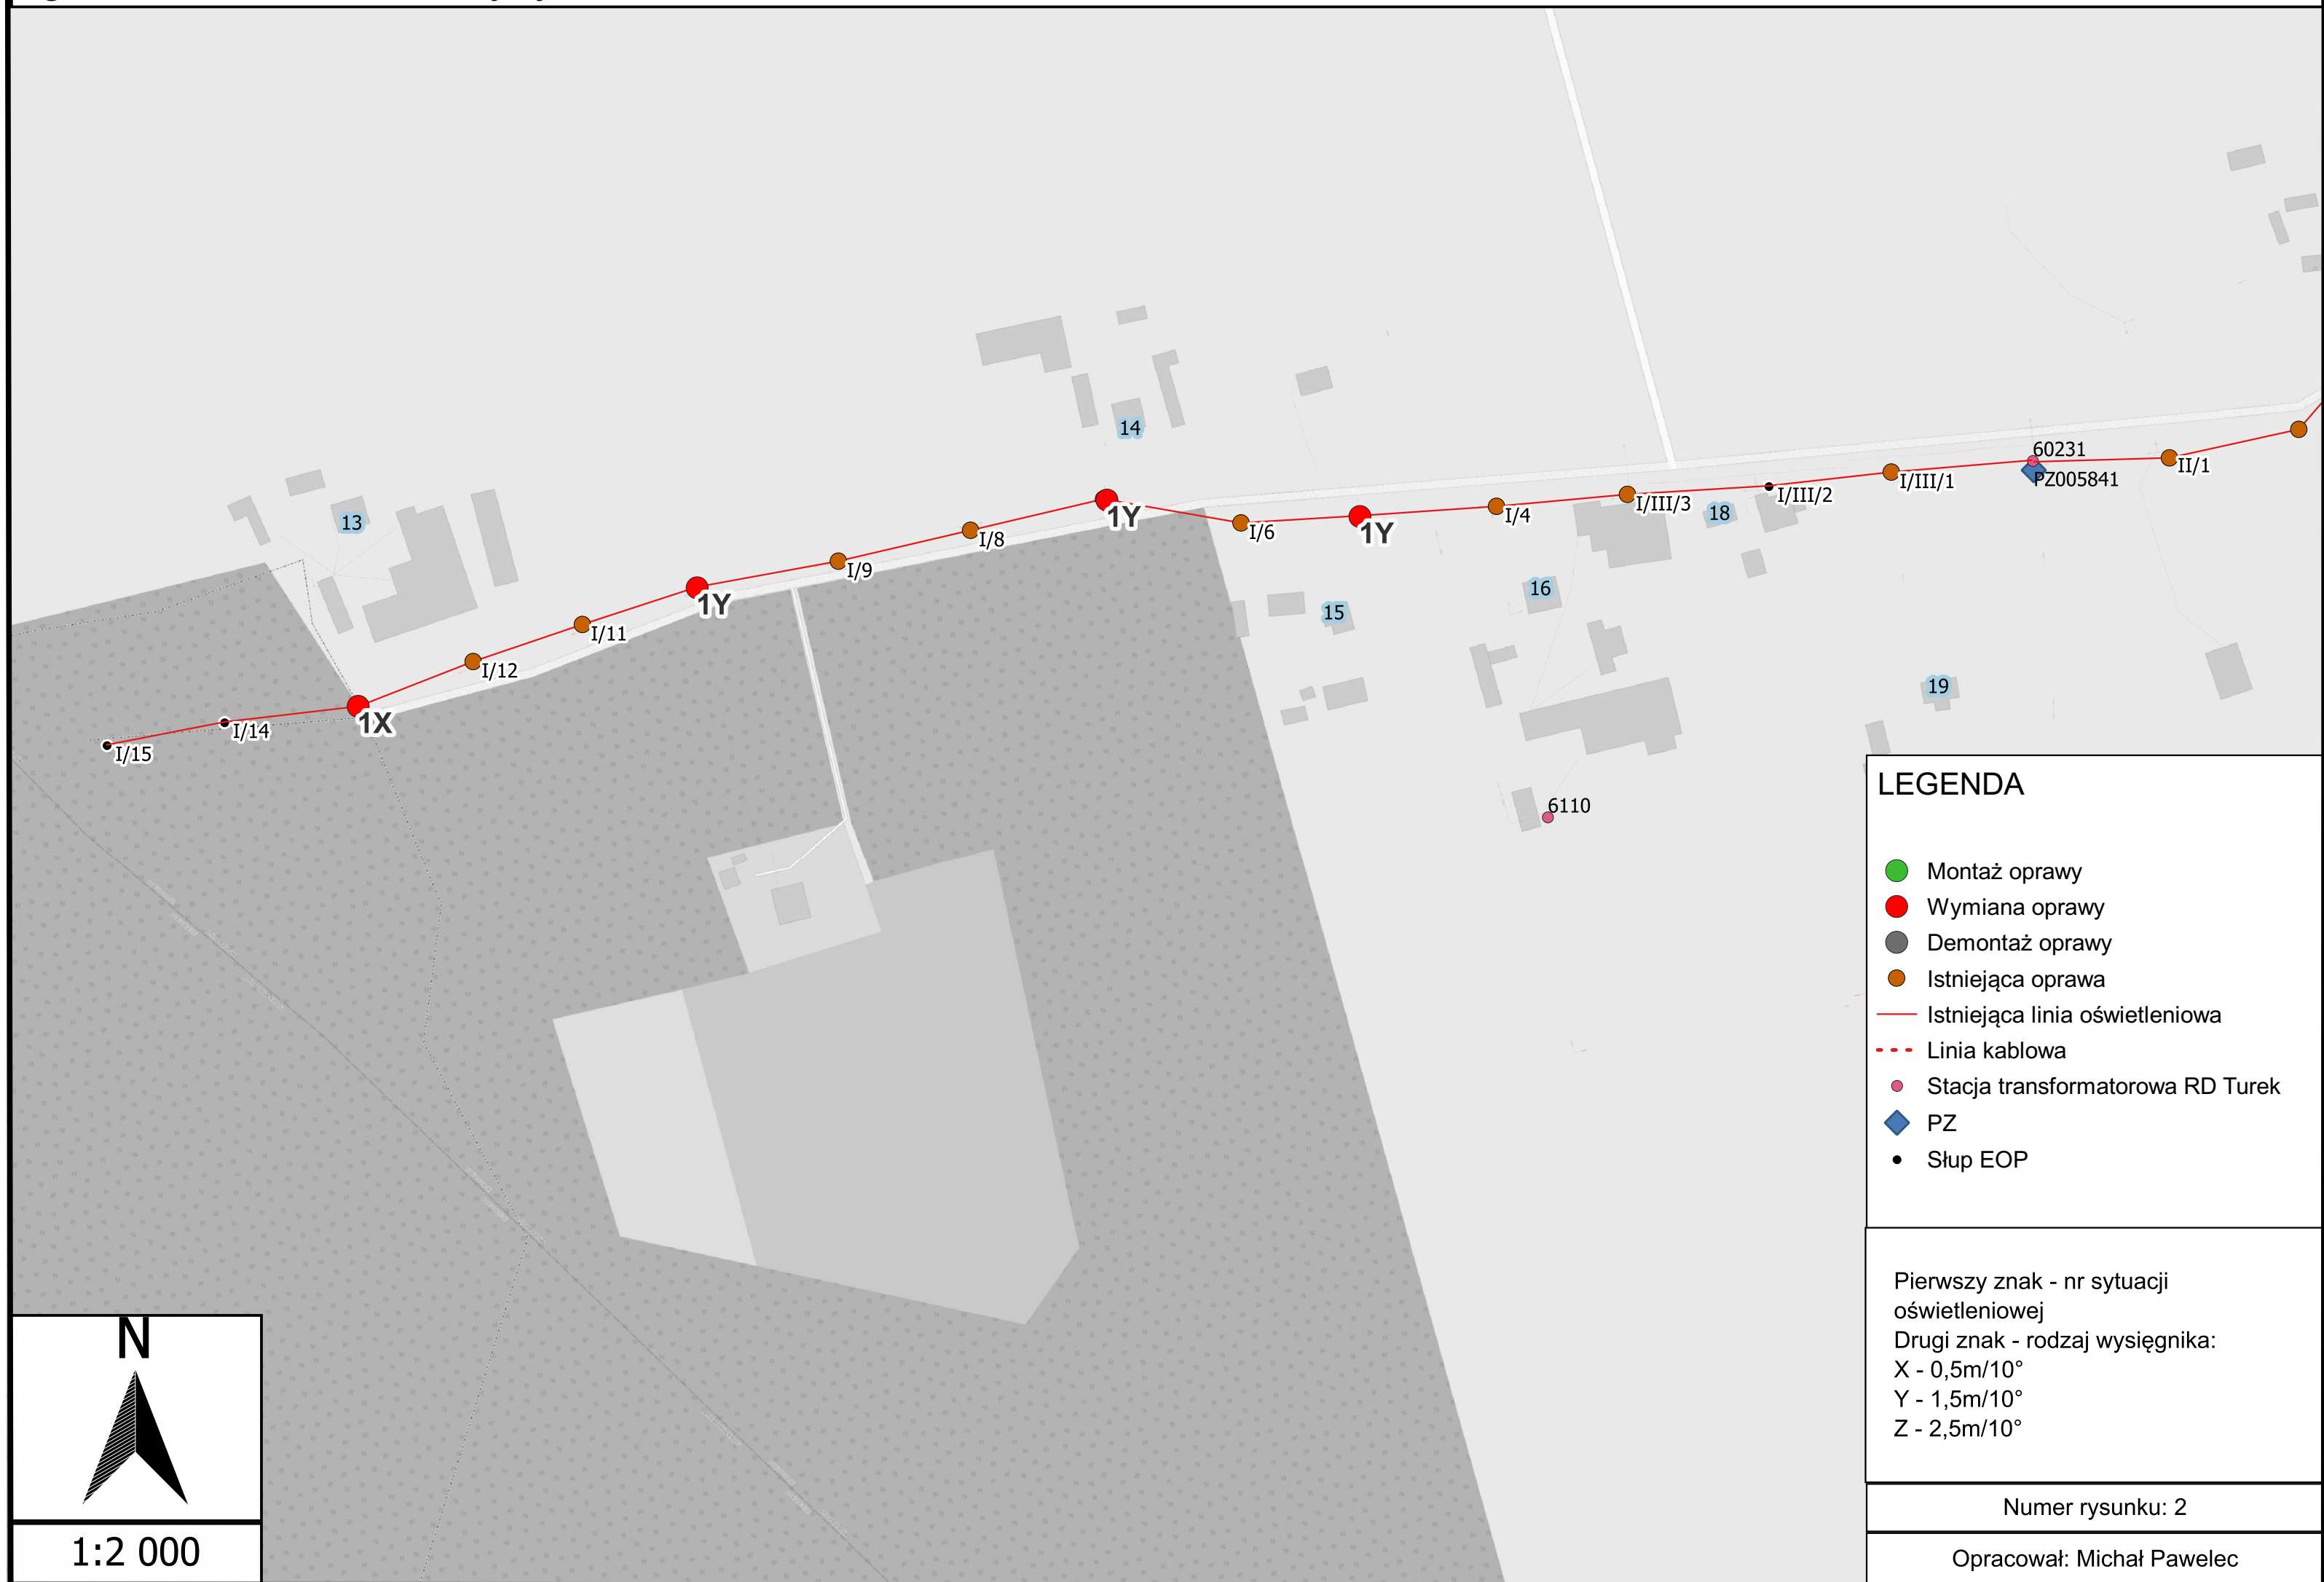 14
60231
PZ005841
II/1
I/III/1
I/III/2
18
I/III/3
I/4
1Y
I/6
1Y
I/8
13
I/9
1Y
16
15
I/11
I/12
19
1X
I/14
I/15
6110
LEGENDA
Montaż oprawy
Wymiana oprawy
Demontaż oprawy
Istniejąca oprawa
Istniejąca linia oświetleniowa
Linia kablowa
Stacja transformatorowa RD Turek
PZ
Słup EOP
Pierwszy znak - nr sytuacji
oświetleniowej
Drugi znak - rodzaj wysięgnika:
X - 0,5m/10°
Y - 1,5m/10°
Z - 2,5m/10°
N
1:2 000
Numer rysunku: 2
Opracował: Michał Pawelec